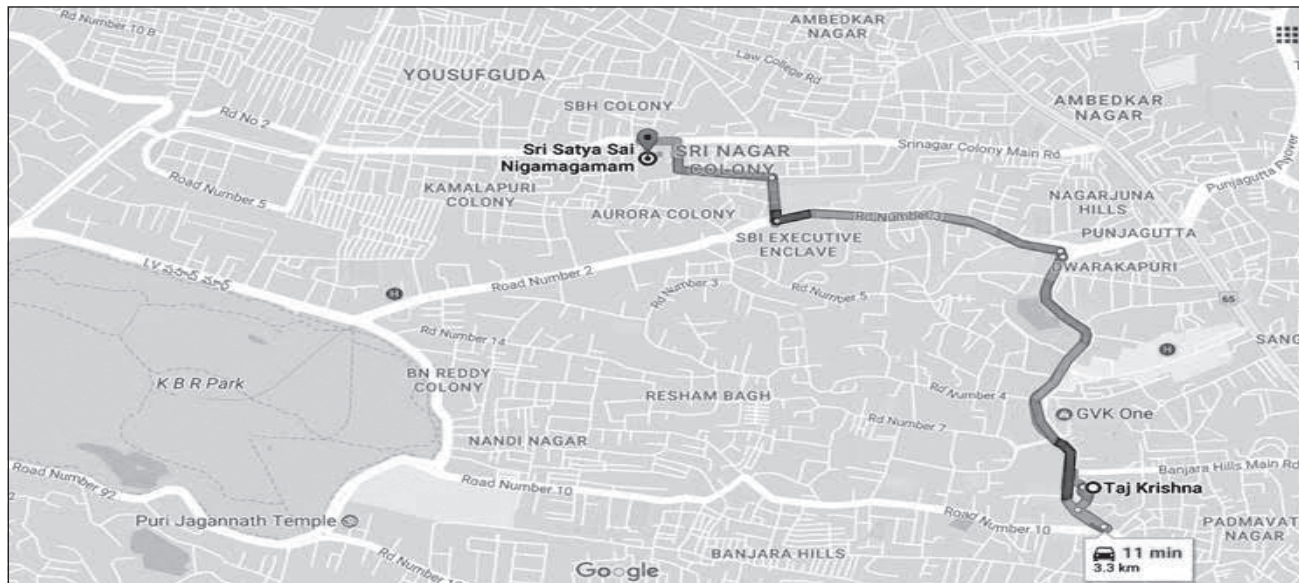 Rd Number 10 B
AMBEDKAR
NAGAR
YOUSUFGUDA
Law College Rd
SBH COLONY
AMBEDKAR
NAGAR
Rd No 2
Sri Satya Sai
Nigamagamam
SRI NAGAR
COLONY
Srinagar Colony Main Rd
Punjagutta Flyover
Road Number 5
KAMALAPURI
COLONY
NAGARJUNA
HILLS
AURORA COLONY
Rd Number 3
PUNJAGUTTA
SBI EXECUTIVE
ENCLAVE
DWARAKAPURI
Road Number 2
Rd Number 3
Rd Number 5
H
65
Rd Number 14
SANG
H
K B R Park
BN REDDY
COLONY
RESHAM BAGH
Rd Number 4
GVK One
Rd Number 7
NANDI NAGAR
Banjara Hills Main Rd
Road Number 92
Road Number 10
Taj Krishna
Puri Jagannath Temple
Road Number 10
PADMAVAT
NAGAR
BANJARA HILLS
11 min
3.3 km
Google